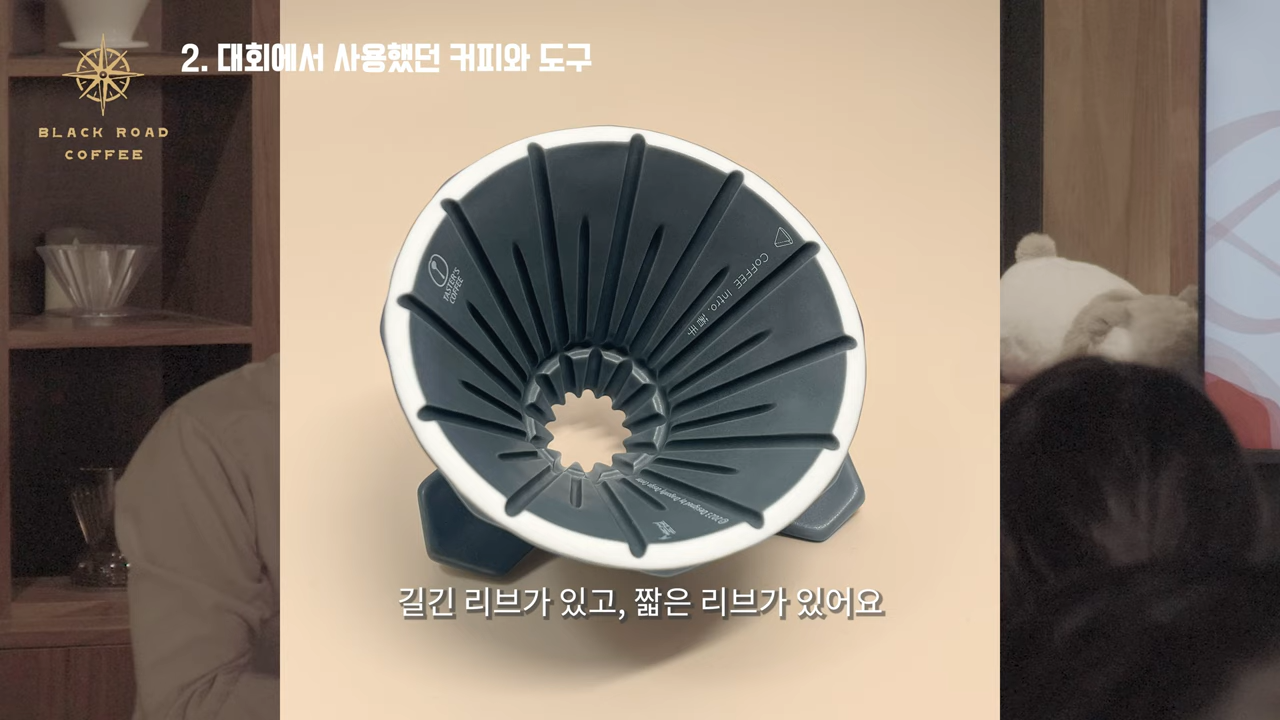 2. 대회에서 사용했던 커피와 도구
BLACK ROAD
COFFEE
TASTER'S
COFFEE
COFFEE intro.
길긴 리브가 있고, 짧은 리브가 있어요